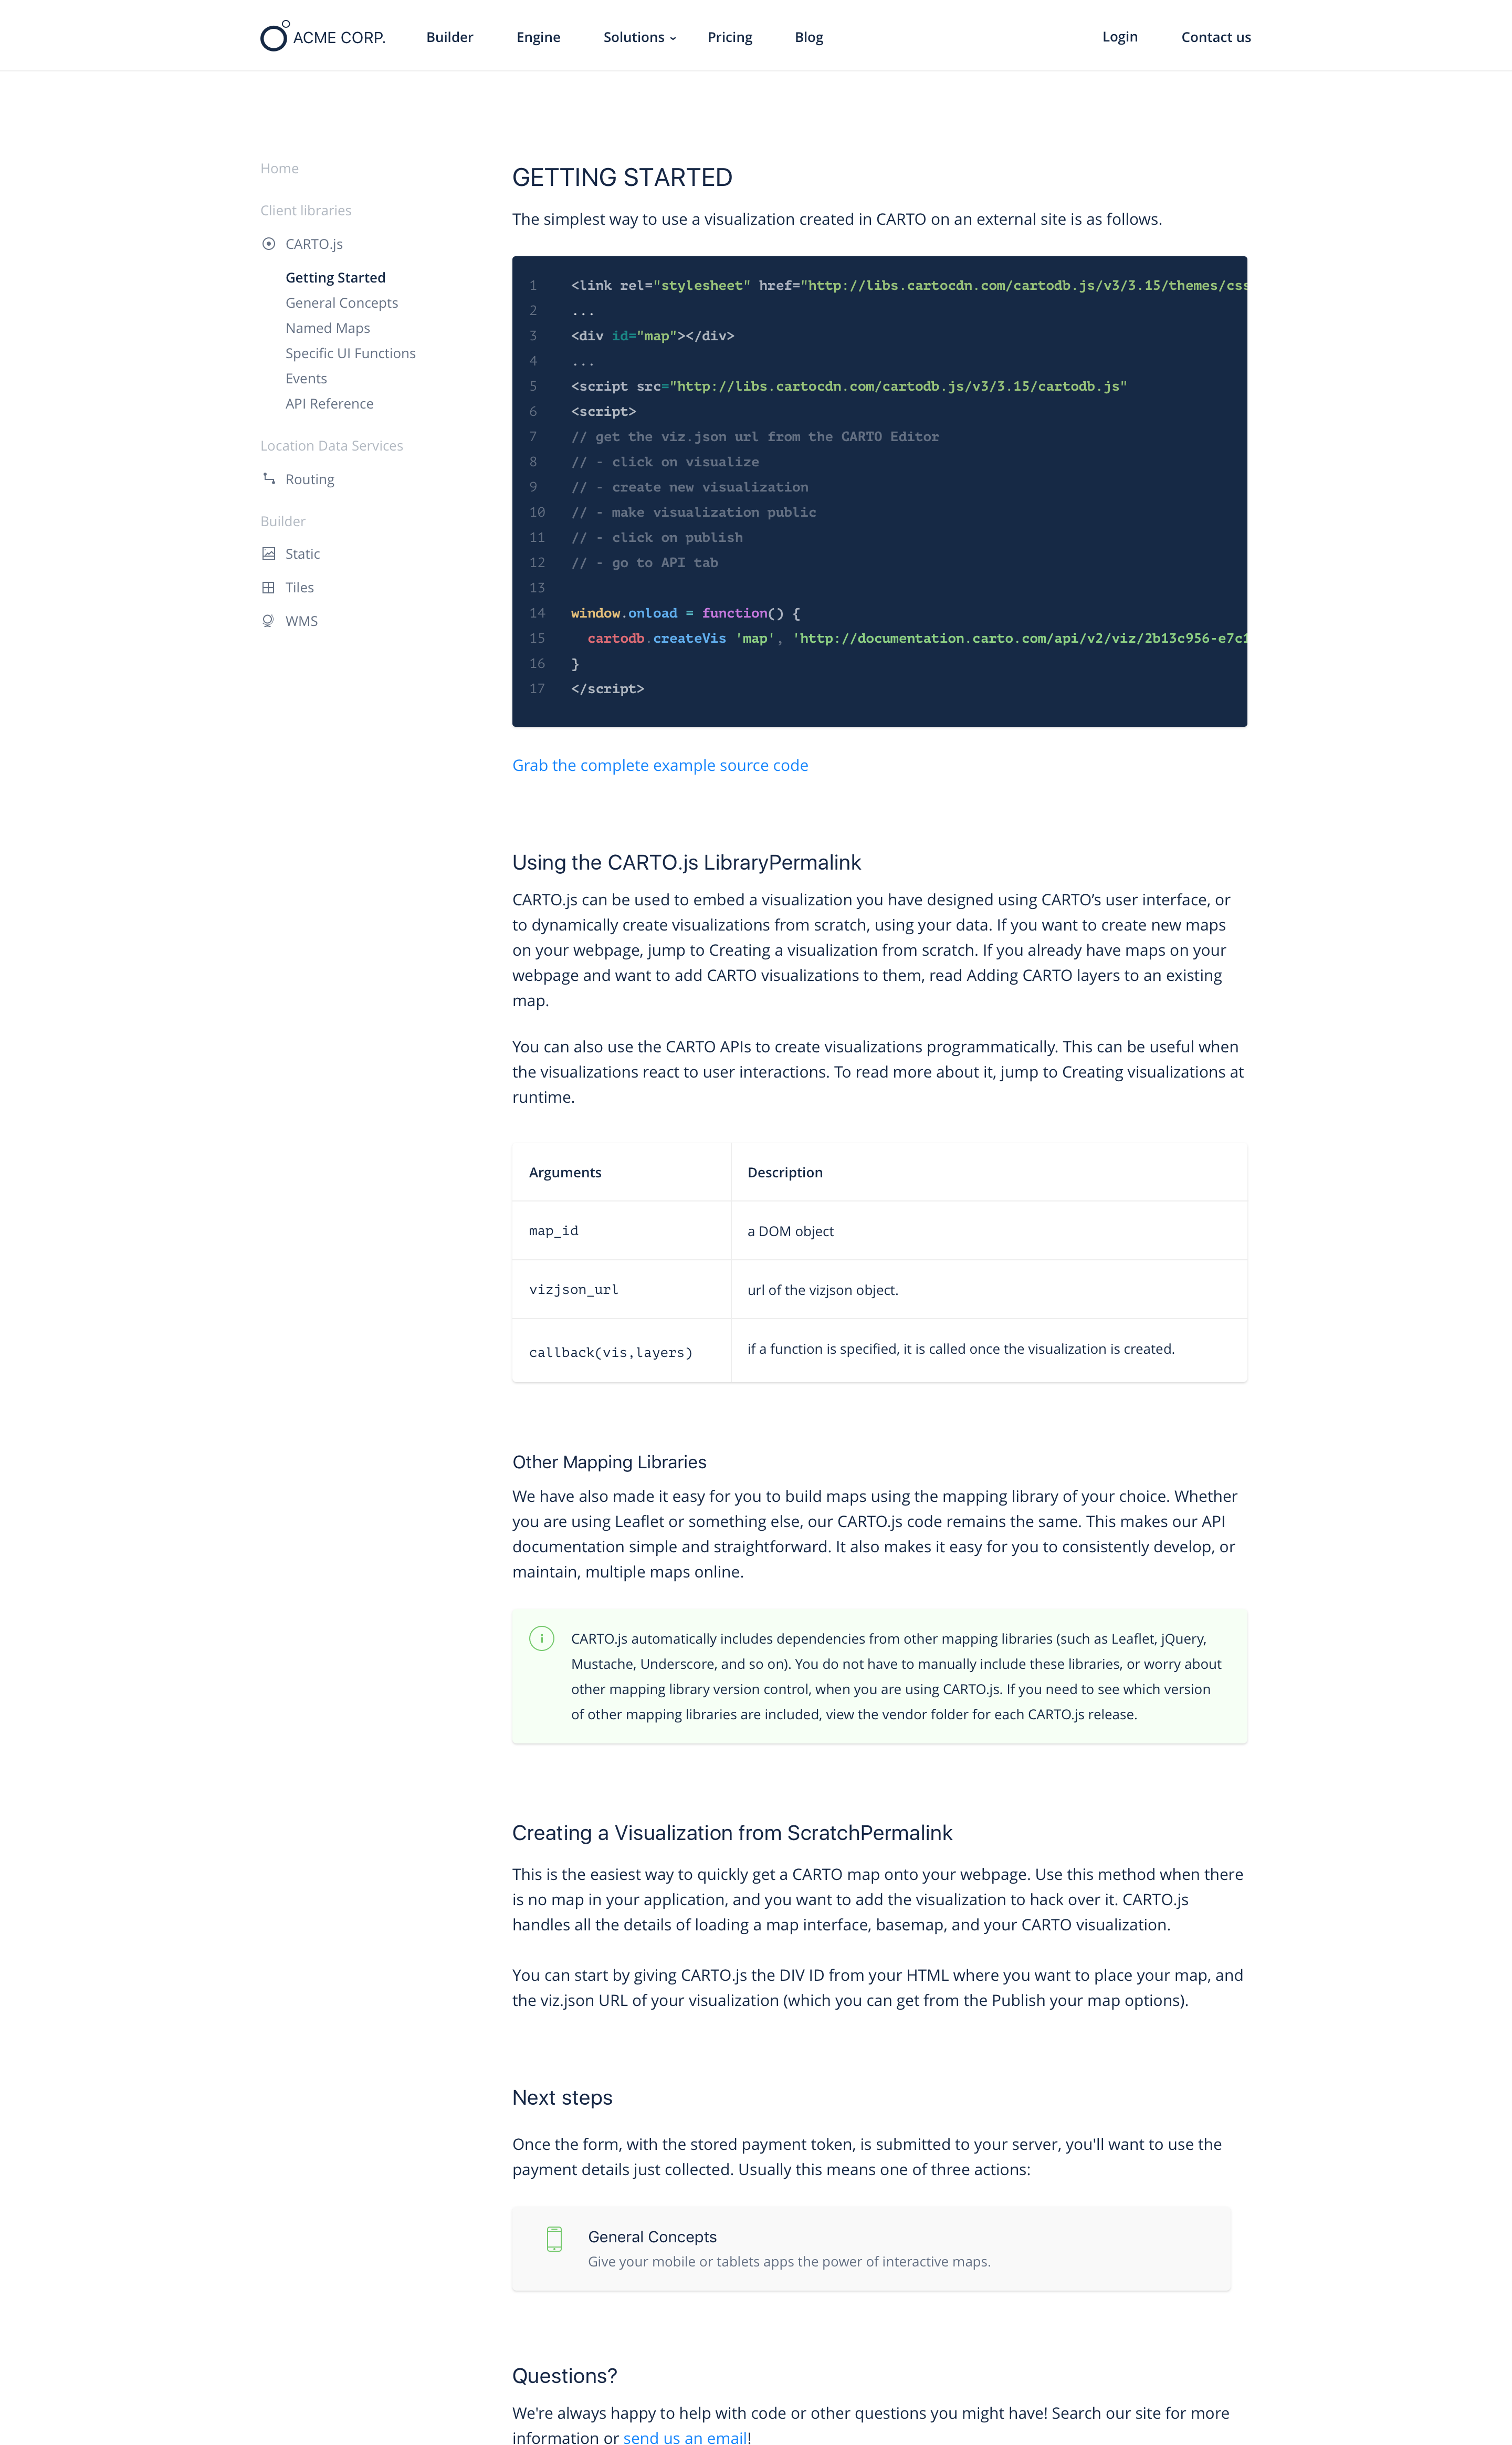 ACME CORP.
Builder
Engine
Solutions
Pricing
Blog
Login
Contact us
Home
Client libraries
CARTO.js
Getting Started
General Concepts
Named Maps
Specific UI Functions
Events
API Reference
Location Data Services
Routing
Builder
Static
Tiles
WMS
GETTING STARTED
The simplest way to use a visualization created in CARTO on an external site is as follows.
1 <link rel="stylesheet" href="http://libs.cartocdn.com/cartodb.js/v3/3.15/themes/css
2 ...
3 <div id="map"></div>
4 ...
5 <script src="http://libs.cartocdn.com/cartodb.js/v3/3.15/cartodb.js"
6 <script>
7 // get the viz.json url from the CARTO Editor
8 // - click on visualize
9 // - create new visualization
10 // - make visualization public
11 // - click on publish
12 // - go to API tab
13
14 window.onload = function() {
15 cartodb.createVis 'map', 'http://documentation.carto.com/api/v2/viz/2b13c956-e7c1
16 }
17 </script>
Grab the complete example source code
Using the CARTO.js LibraryPermalink
CARTO.js can be used to embed a visualization you have designed using CARTO’s user interface, or
to dynamically create visualizations from scratch, using your data. If you want to create new maps
on your webpage, jump to Creating a visualization from scratch. If you already have maps on your
webpage and want to add CARTO visualizations to them, read Adding CARTO layers to an existing
map.
You can also use the CARTO APIs to create visualizations programmatically. This can be useful when
the visualizations react to user interactions. To read more about it, jump to Creating visualizations at
runtime.
Arguments Description
map_id a DOM object
vizjson_url url of the vizjson object.
callback(vis,layers) if a function is specified, it is called once the visualization is created.
Other Mapping Libraries
We have also made it easy for you to build maps using the mapping library of your choice. Whether
you are using Leaflet or something else, our CARTO.js code remains the same. This makes our API
documentation simple and straightforward. It also makes it easy for you to consistently develop, or
maintain, multiple maps online.
CARTO.js automatically includes dependencies from other mapping libraries (such as Leaflet, jQuery,
Mustache, Underscore, and so on). You do not have to manually include these libraries, or worry about
other mapping library version control, when you are using CARTO.js. If you need to see which version
of other mapping libraries are included, view the vendor folder for each CARTO.js release.
Creating a Visualization from ScratchPermalink
This is the easiest way to quickly get a CARTO map onto your webpage. Use this method when there
is no map in your application, and you want to add the visualization to hack over it. CARTO.js
handles all the details of loading a map interface, basemap, and your CARTO visualization.
You can start by giving CARTO.js the DIV ID from your HTML where you want to place your map, and
the viz.json URL of your visualization (which you can get from the Publish your map options).
Next steps
Once the form, with the stored payment token, is submitted to your server, you'll want to use the
payment details just collected. Usually this means one of three actions:
General Concepts
Give your mobile or tablets apps the power of interactive maps.
Questions?
We're always happy to help with code or other questions you might have! Search our site for more
information or send us an email!